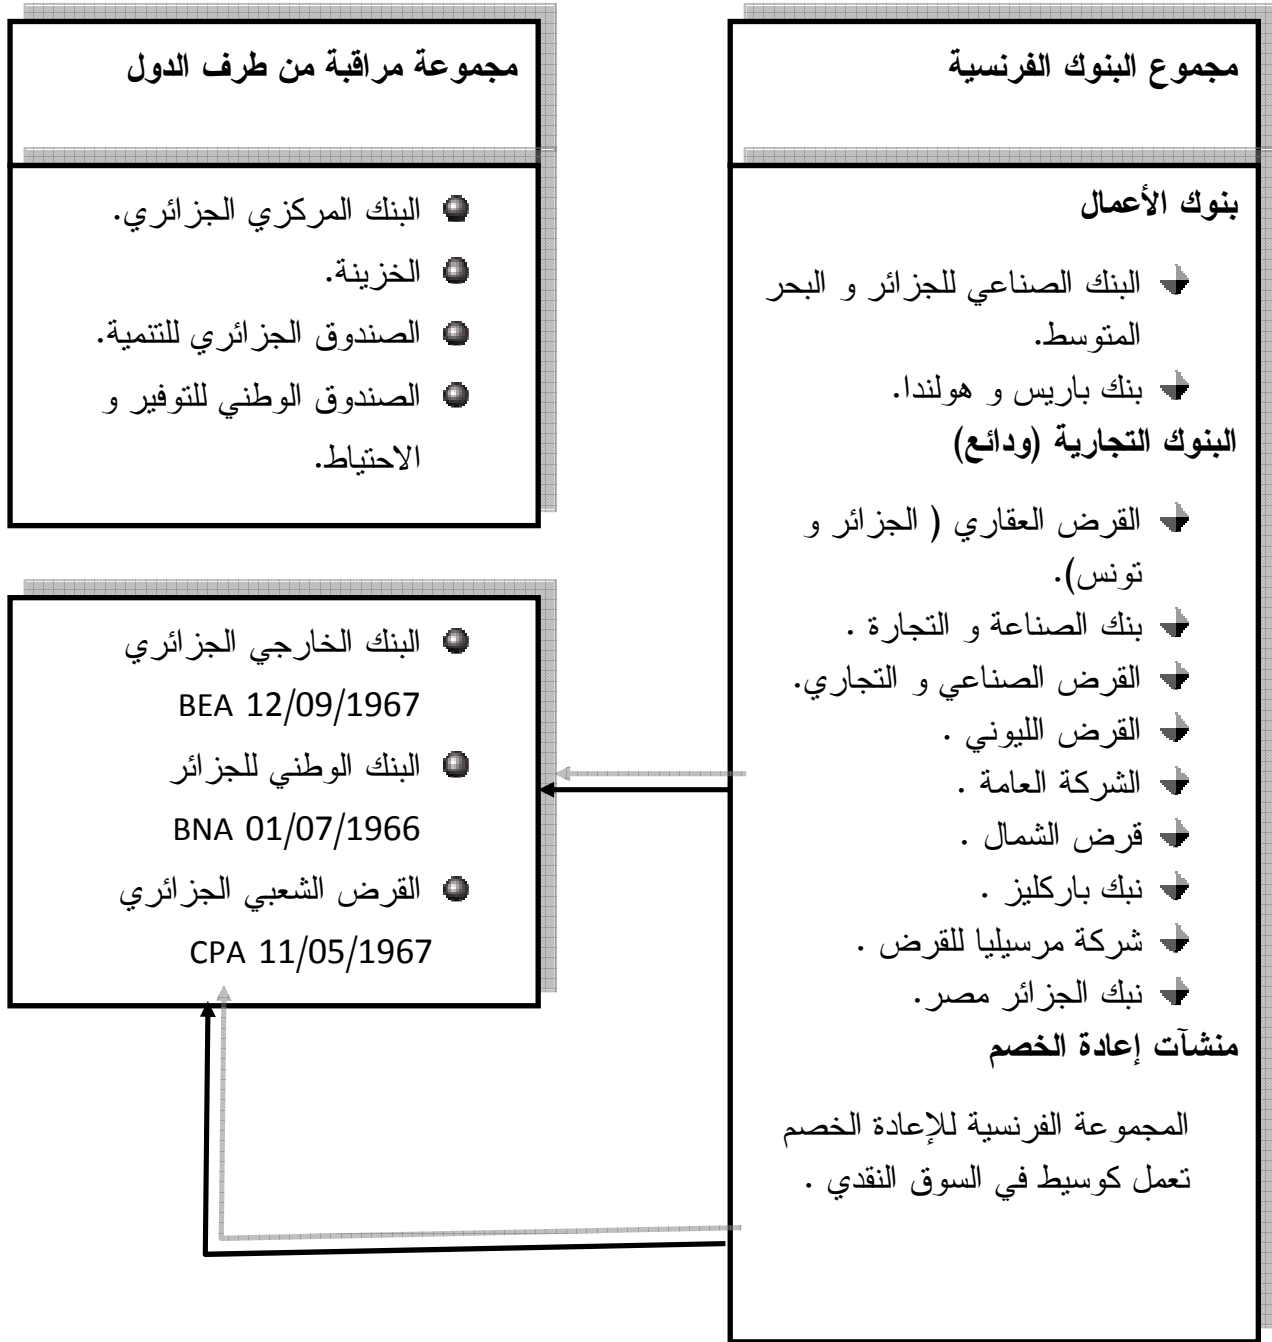 مجموع البنوك الفرنسية
بنوك الأعمال
البنك الصناعي للجزائر و البحر
المتوسط.
بنك باريس و هولندا.
البنوك التجارية (ودائع)
القرض العقاري ( الجزائر و
تونس).
بنك الصناعة و التجارة .
القرض الصناعي و التجاري.
القرض الليوني .
الشركة العامة .
قرض الشمال .
نبك باركليز .
شركة مرسيليا للقرض .
نبك الجزائر مصر.
منشآت إعادة الخصم
المجموعة الفرنسية للإعادة الخصم
تعمل كوسيط في السوق النقدي .
مجموعة مراقبة من طرف الدول
البنك المركزي الجزائري.
الخزينة.
الصندوق الجزائري للتنمية.
الصندوق الوطني للتوفير و
الاحتياط.
البنك الخارجي الجزائري
BEA 12/09/1967
البنك الوطني للجزائر
BNA 01/07/1966
القرض الشعبي الجزائري
CPA 11/05/1967